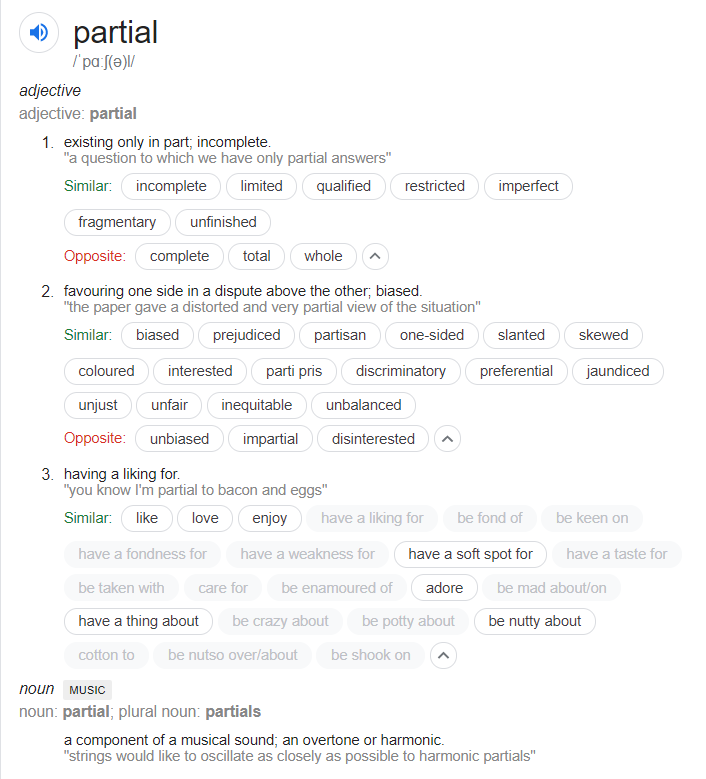 partial
/ˈpɑːʃ(ə)l/
adjective
adjective: partial
1. existing only in part; incomplete.
"a question to which we have only partial answers"
Similar: incomplete limited qualified restricted imperfect
fragmentary unfinished
Opposite: complete total whole
2. favouring one side in a dispute above the other; biased.
"the paper gave a distorted and very partial view of the situation"
Similar: biased prejudiced partisan one-sided slanted skewed
coloured interested parti pris discriminatory preferential jaundiced
unjust unfair inequitable unbalanced
Opposite: unbiased impartial disinterested
3. having a liking for.
"you know I'm partial to bacon and eggs"
Similar: like love enjoy have a liking for be fond of be keen on
have a fondness for have a weakness for have a soft spot for have a taste for
be taken with care for be enamoured of adore be mad about/on
have a thing about be crazy about be potty about be nutty about
cotton to be nutso over/about be shook on
noun MUSIC
noun: partial; plural noun: partials
a component of a musical sound; an overtone or harmonic.
"strings would like to oscillate as closely as possible to harmonic partials"